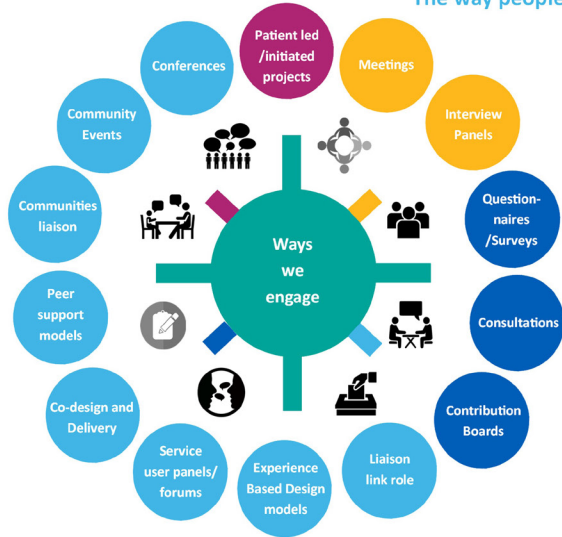 The way people
Patient led
/initiated
projects
Meetings
Interview
Panels
Question-
naires
/Surveys
Consultations
Contribution
Boards
Liaison
link role
Experience
Based Design
models
Service
user panels/
forums
Co-design and
Delivery
Peer
support
models
Communities
liaison
Community
Events
Conferences
Ways
we
engage